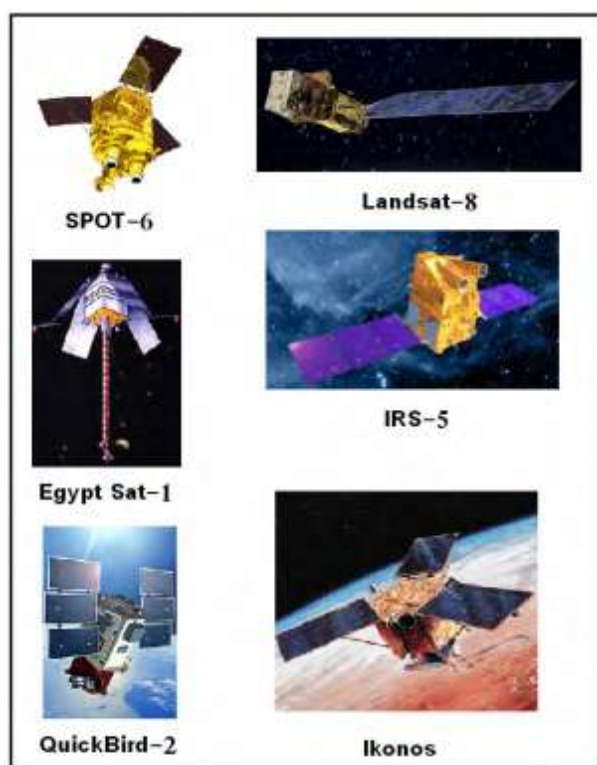 SPOT-6
Landsat-8
Egypt Sat-1
IRS-5
QuickBird-2
Ikonos